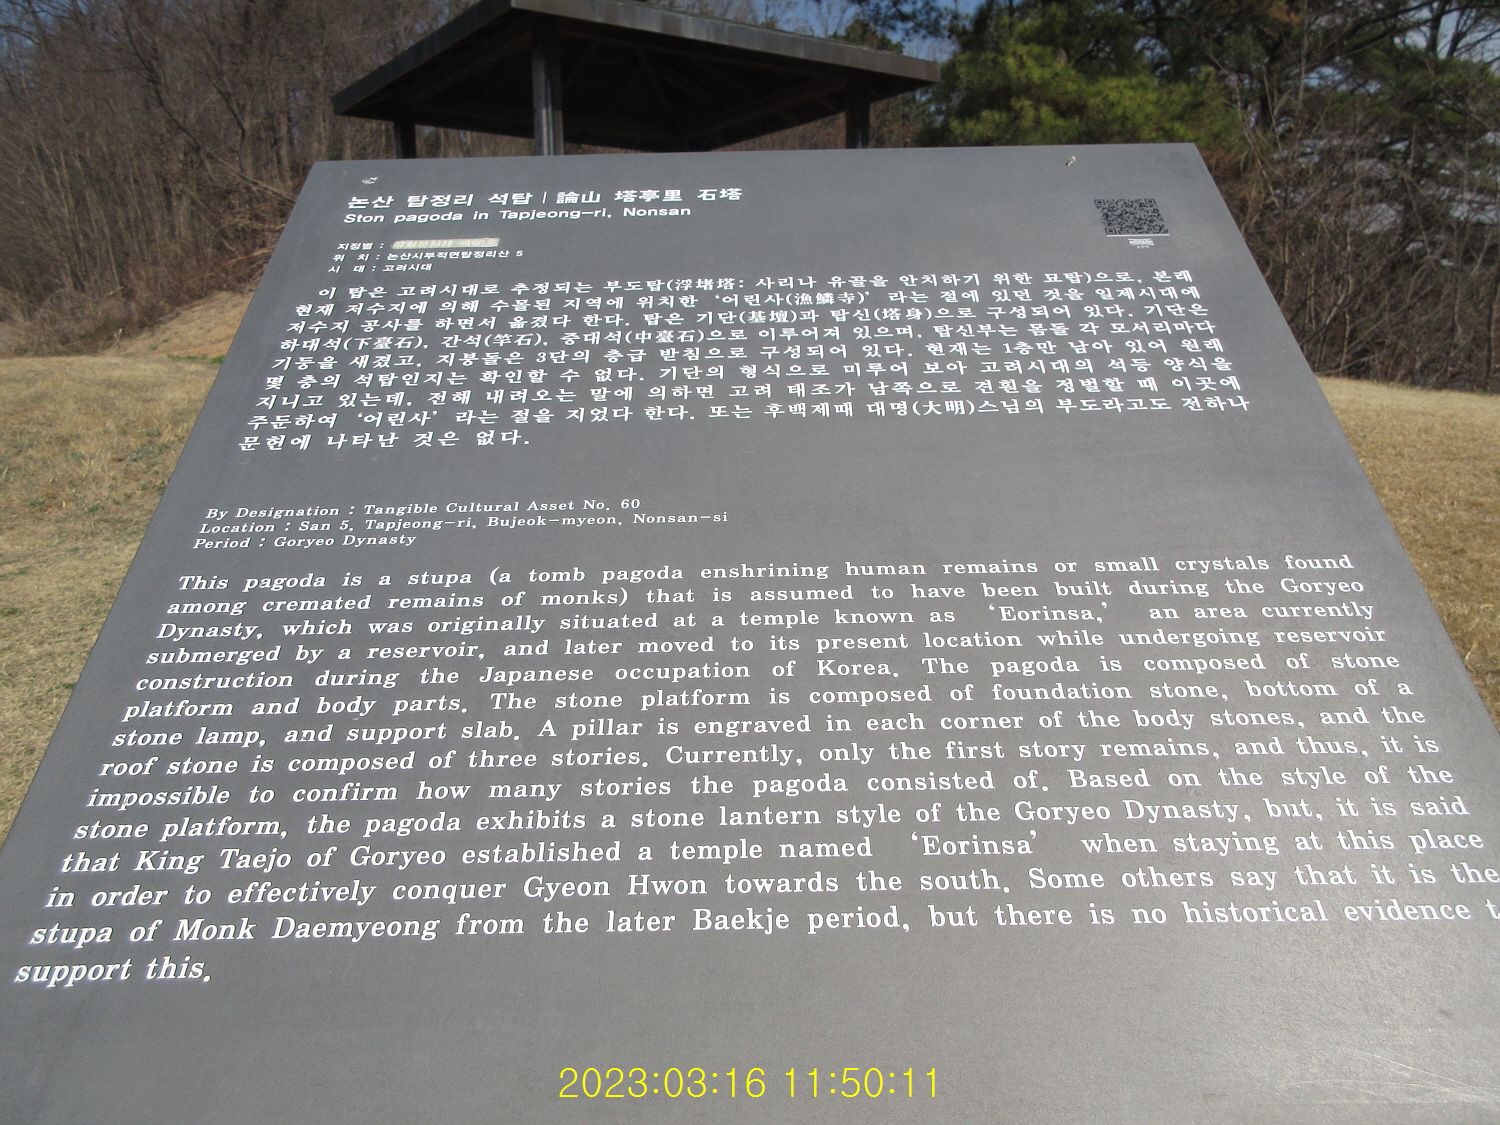 논산 탑정리 석탑 | 論山 塔亭里 石塔
Ston pagoda in Tapjeong-ri, Nonsan
지정별 :
위 치 : 논산시부적면탑정리산 5
시 대 : 고려시대
이 탑은 고려시대로 추정되는 부도탑(浮堵塔: 사리나 유골을 안치하기 위한 묘탑)으로, 본래
현재 저수지에 의해 수몰된 지역에 위치한 '어린사(漁鱗寺)' 라는 절에 있던 것을 일제시대에
저수지 공사를 하면서 옮겼다 한다. 탑은 기단(基壇)과 탑신(塔身)으로 구성되어 있다. 기단은
하대석(下臺石), 간석(竿石), 중대석(中臺石)으로 이루어져 있으며, 탑신부는 몸돌 각 모서리마다
기둥을 새겼고, 지붕돌은 3단의 층급 받침으로 구성되어 있다. 현재는 1층만 남아 있어 원래
몇 층의 석탑인지는 확인할 수 없다. 기단의 형식으로 미루어 보아 고려시대의 석등 양식을
지니고 있는데, 전해 내려오는 말에 의하면 고려 태조가 남쪽으로 견훤을 정벌할 때 이곳에
주둔하여 '어린사' 라는 절을 지었다 한다. 또는 후백제때 대명(大明)스님의 부도라고도 전하나
문헌에 나타난 것은 없다.
By Designation : Tangible Cultural Asset No. 60
Location : San 5, Tapjeong-ri, Bujeok-myeon, Nonsan-si
Period : Goryeo Dynasty
This pagoda is a stupa (a tomb pagoda enshrining human remains or small crystals found
among cremated remains of monks) that is assumed to have been built during the Goryeo
Dynasty, which was originally situated at a temple known as 'Eorinsa,' an area currently
submerged by a reservoir, and later moved to its present location while undergoing reservoir
construction during the Japanese occupation of Korea. The pagoda is composed of stone
platform and body parts. The stone platform is composed of foundation stone, bottom of a
stone lamp, and support slab. A pillar is engraved in each corner of the body stones, and the
roof stone is composed of three stories. Currently, only the first story remains, and thus, it is
impossible to confirm how many stories the pagoda consisted of. Based on the style of the
stone platform, the pagoda exhibits a stone lantern style of the Goryeo Dynasty, but, it is said
that King Taejo of Goryeo established a temple named 'Eorinsa' when staying at this place
in order to effectively conquer Gyeon Hwon towards the south. Some others say that it is the
stupa of Monk Daemyeong from the later Baekje period, but there is no historical evidence t
support this.
2023:03:16 11:50:11